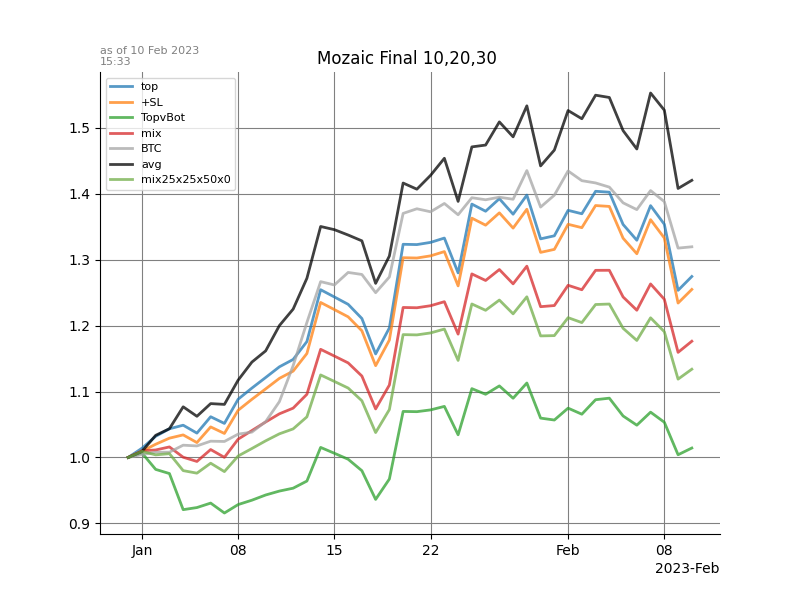 as of 10 Feb 2023
15:33
Mozaic Final 10,20,30
top
+SL
TopvBot
mix
BTC
avg
mix25x25x50x0
1.5
1.4
1.3
1.2
1.1
1.0
0.9
Jan 08 15 22 Feb 08
2023-Feb